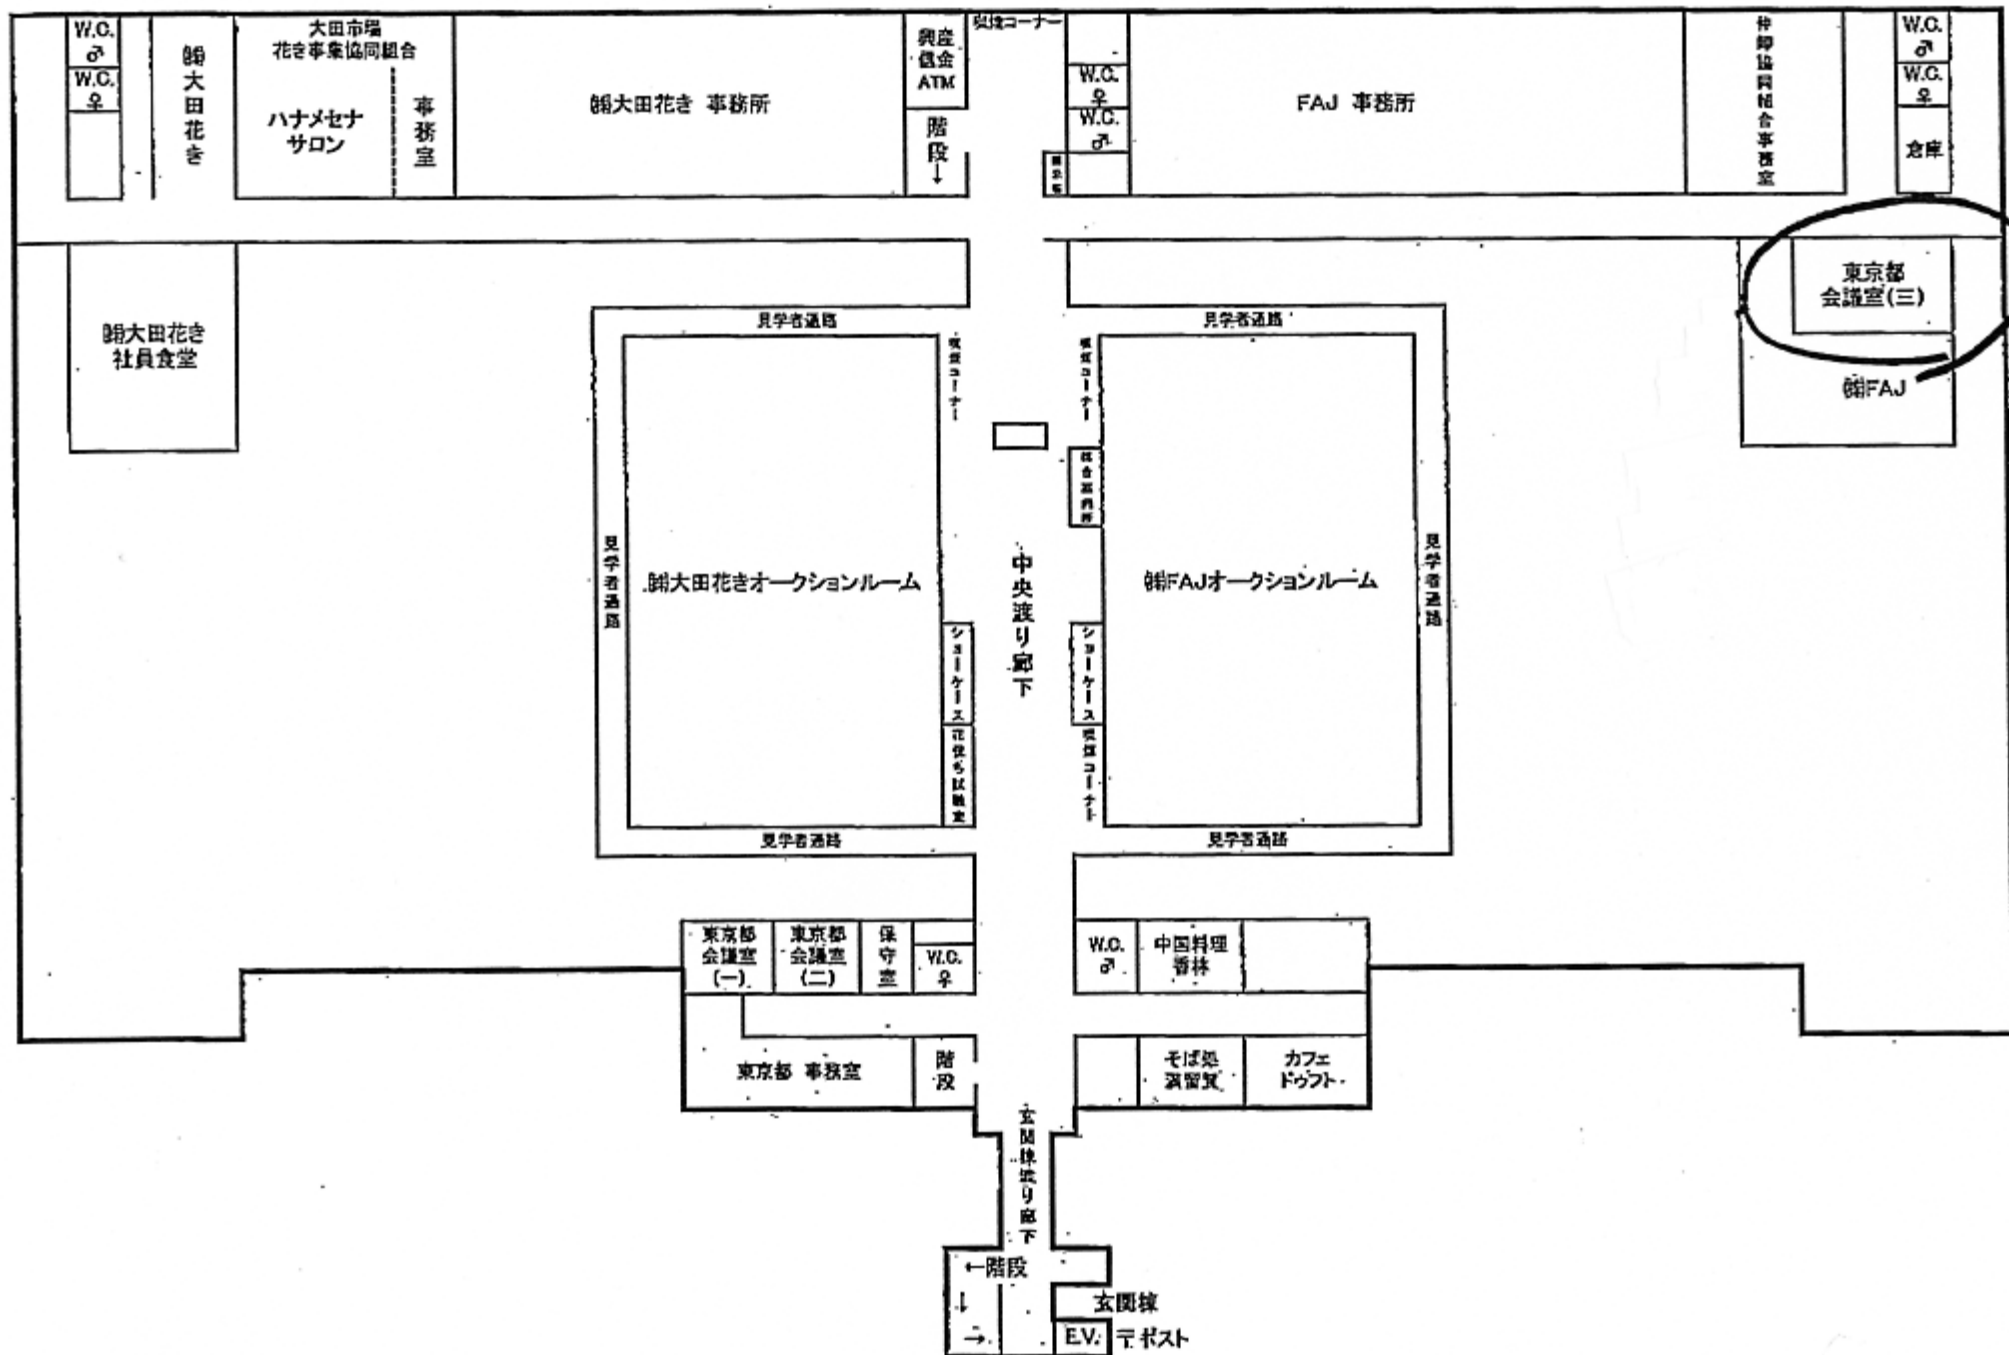 W.C.
♂
W.C.
♀
㈱大田花き
大田市場
花き事業協同組合
ハナメセナ
サロン
事務室
㈱大田花き 事務所
興産
信金
ATM
階段↓
喫煙コーナー
W.C.
♀
W.C.
♂
FAJ 事務所
仲卸協同組合事務室
W.C.
♂
W.C.
♀
倉庫
㈱大田花き
社員食堂
東京都
会議室(三)
㈱FAJ
見学者通路
見学者通路
喫煙コーナー
喫煙コーナー
総合案内所
見学者通路
㈱大田花きオークションルーム
中央渡り廊下
㈱FAJオークションルーム
見学者通路
ショーケース
ショーケース
花保ち試験室
喫煙コーナー
見学者通路
見学者通路
東京都
会議室
(一)
東京都
会議室
(二)
保守室
W.C.
♀
W.C.
♂
中国料理
香林
東京都 事務室
階段
そば処
カフェ
ドゥフト
玄関棟渡り廊下
←階段
↓
→
玄関棟
E.V.
〒ポスト